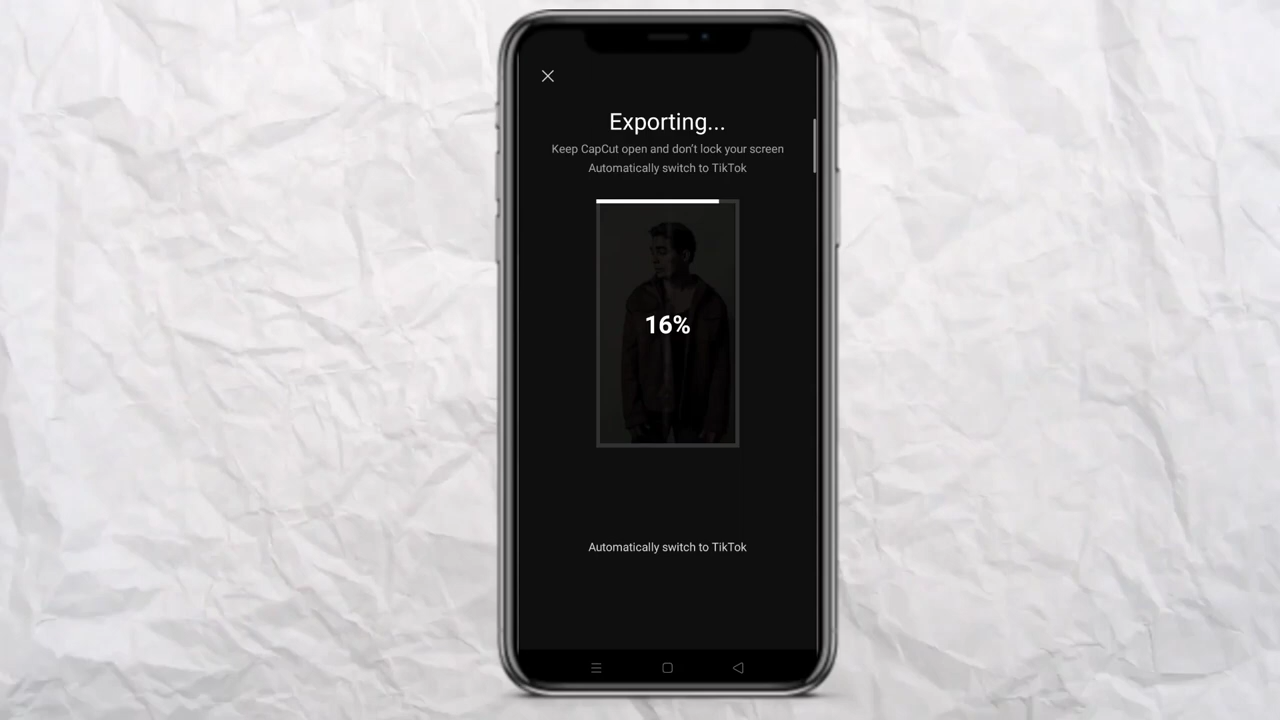 Exporting...
Keep CapCut open and don't lock your screen
Automatically switch to TikTok
16%
Automatically switch to TikTok